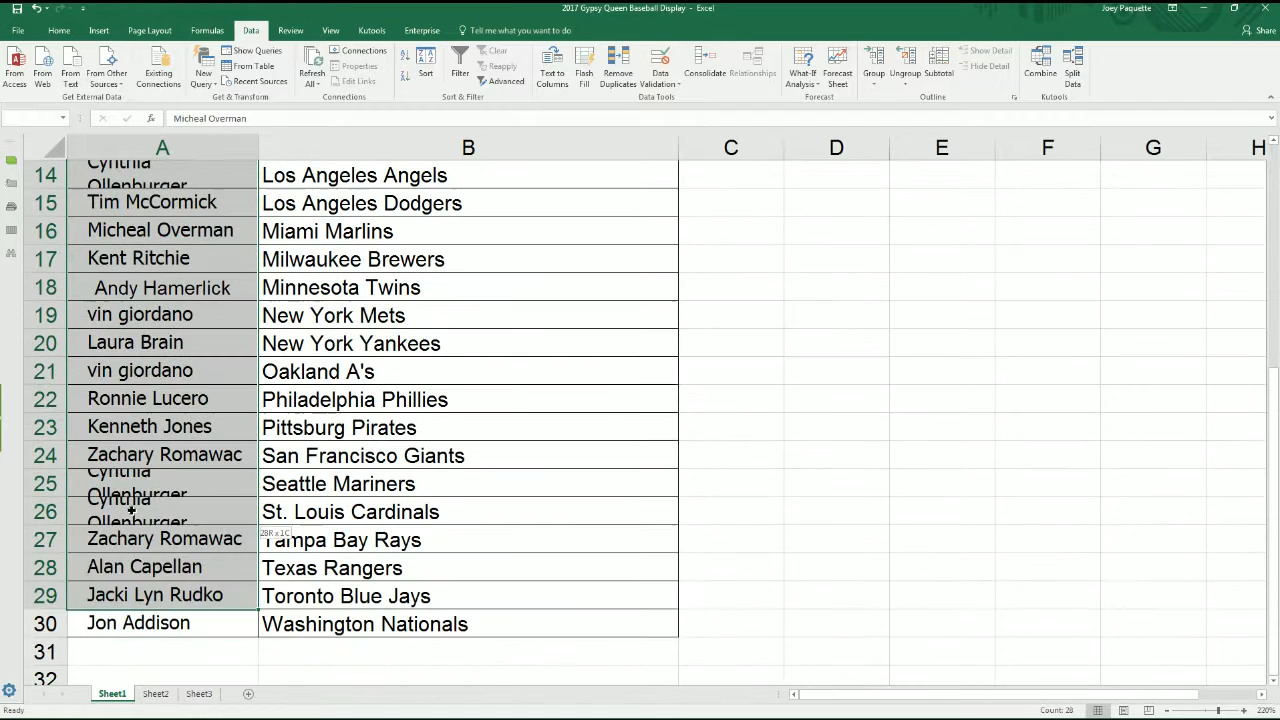 2017 Gypsy Queen Baseball Display - Excel
Joey Paquette
File Home Insert Page Layout Formulas Data Review View Kutools Enterprise Tell me what you want to do Share
From Access
From Web
From Text
From Other Sources
Existing Connections
Get External Data
New Query
Show Queries
From Table
Recent Sources
Get & Transform
Refresh All
Connections
Properties
Edit Links
Connections
Sort
Filter
Clear
Reapply
Advanced
Sort & Filter
Text to Columns
Flash Fill
Remove Duplicates
Data Validation
Consolidate
Relationships
Data Tools
What-If Analysis
Forecast Sheet
Forecast
Group
Ungroup
Subtotal
Show Detail
Hide Detail
Outline
Combine
Split Data
Kutools
fx Micheal Overman
A B C D E F G H
14 Cynthia Ollenburger Los Angeles Angels
15 Tim McCormick Los Angeles Dodgers
16 Micheal Overman Miami Marlins
17 Kent Ritchie Milwaukee Brewers
18 Andy Hamerlick Minnesota Twins
19 vin giordano New York Mets
20 Laura Brain New York Yankees
21 vin giordano Oakland A's
22 Ronnie Lucero Philadelphia Phillies
23 Kenneth Jones Pittsburg Pirates
24 Zachary Romawac San Francisco Giants
25 Cynthia Ollenburger Seattle Mariners
26 Cynthia Ollenburger St. Louis Cardinals
28R x 1C
27 Zachary Romawac Tampa Bay Rays
28 Alan Capellan Texas Rangers
29 Jacki Lyn Rudko Toronto Blue Jays
30 Jon Addison Washington Nationals
31
32
Sheet1 Sheet2 Sheet3
Ready Count: 28 220%